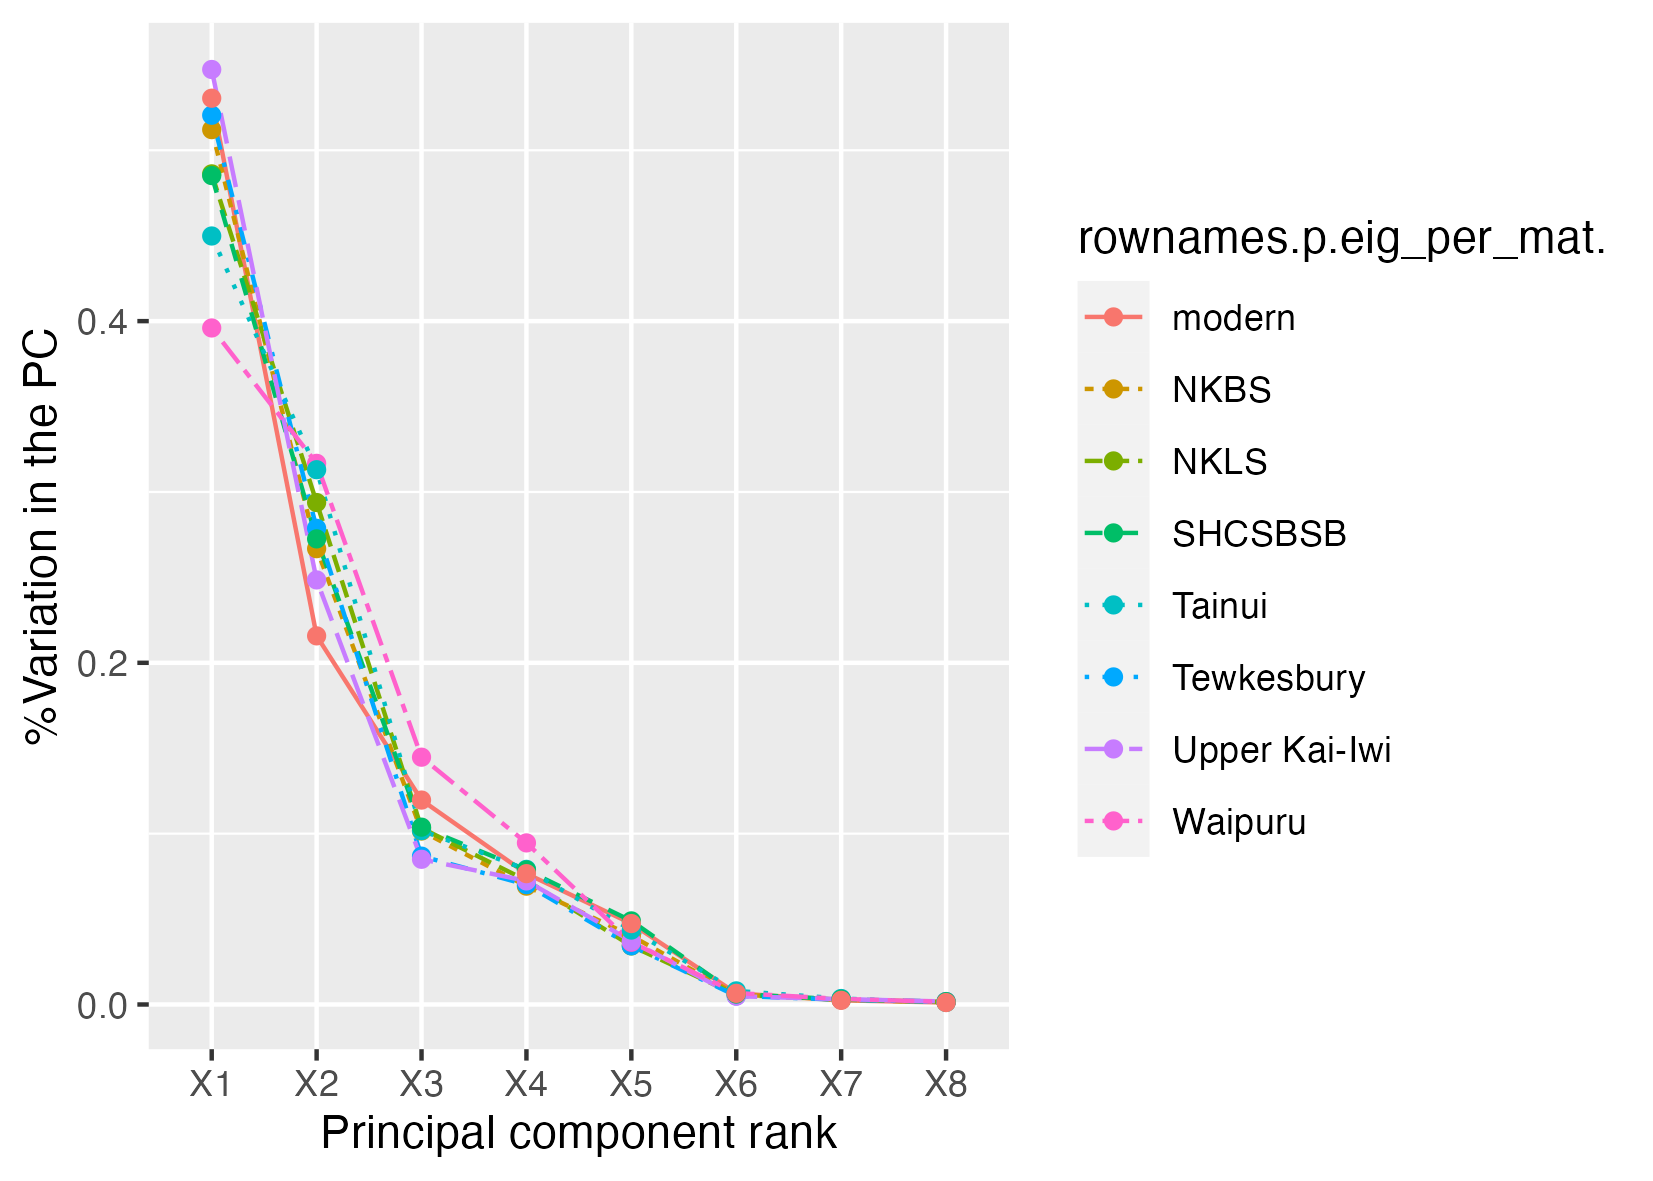 0.4
0.2
0.0
%Variation in the PC
X1 X2 X3 X4 X5 X6 X7 X8
Principal component rank
rownames.p.eig_per_mat.
modern
NKBS
NKLS
SHCSBSB
Tainui
Tewkesbury
Upper Kai-Iwi
Waipuru